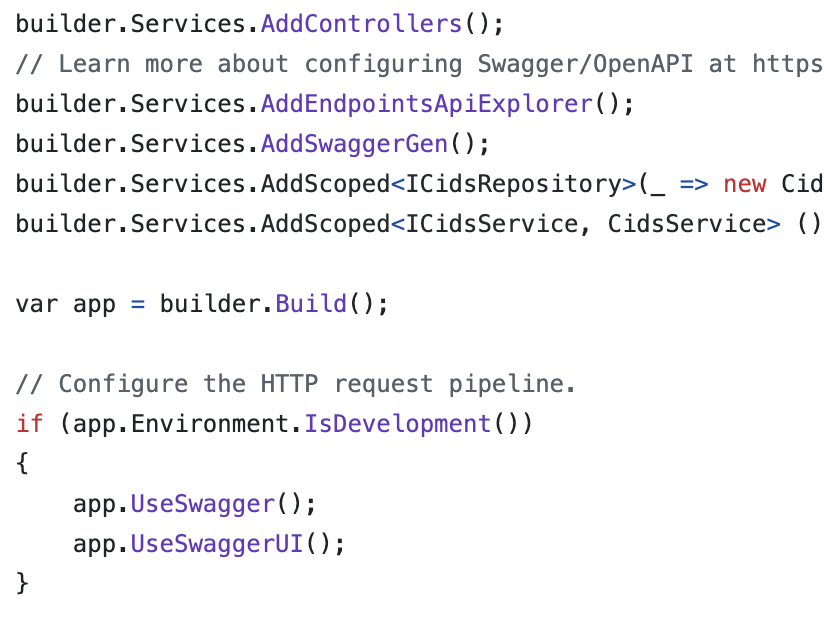 builder.Services.AddControllers();
// Learn more about configuring Swagger/OpenAPI at https
builder.Services.AddEndpointsApiExplorer();
builder.Services.AddSwaggerGen();
builder.Services.AddScoped<ICidsRepository>(_ => new Cid
builder.Services.AddScoped<ICidsService, CidsService> ()
var app = builder.Build();
// Configure the HTTP request pipeline.
if (app.Environment.IsDevelopment())
{
    app.UseSwagger();
    app.UseSwaggerUI();
}